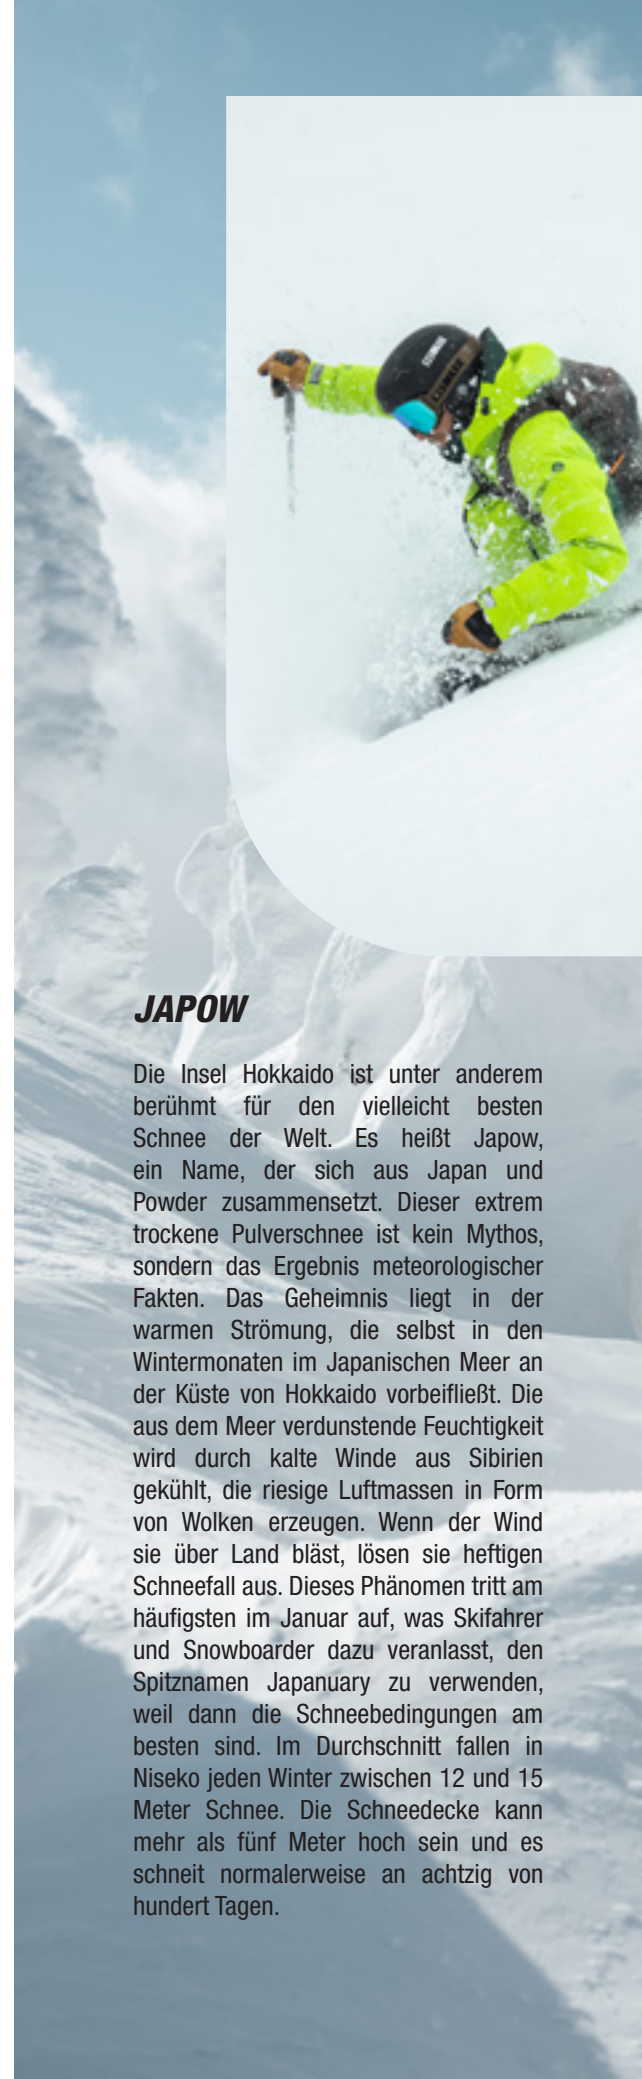 JAPOW
Die Insel Hokkaido ist unter anderem
berühmt für den vielleicht besten
Schnee der Welt. Es heißt Japow,
ein Name, der sich aus Japan und
Powder zusammensetzt. Dieser extrem
trockene Pulverschnee ist kein Mythos,
sondern das Ergebnis meteorologischer
Fakten. Das Geheimnis liegt in der
warmen Strömung, die selbst in den
Wintermonaten im Japanischen Meer an
der Küste von Hokkaido vorbeifließt. Die
aus dem Meer verdunstende Feuchtigkeit
wird durch kalte Winde aus Sibirien
gekühlt, die riesige Luftmassen in Form
von Wolken erzeugen. Wenn der Wind
sie über Land bläst, lösen sie heftigen
Schneefall aus. Dieses Phänomen tritt am
häufigsten im Januar auf, was Skifahrer
und Snowboarder dazu veranlasst, den
Spitznamen Japanuary zu verwenden,
weil dann die Schneebedingungen am
besten sind. Im Durchschnitt fallen in
Niseko jeden Winter zwischen 12 und 15
Meter Schnee. Die Schneedecke kann
mehr als fünf Meter hoch sein und es
schneit normalerweise an achtzig von
hundert Tagen.